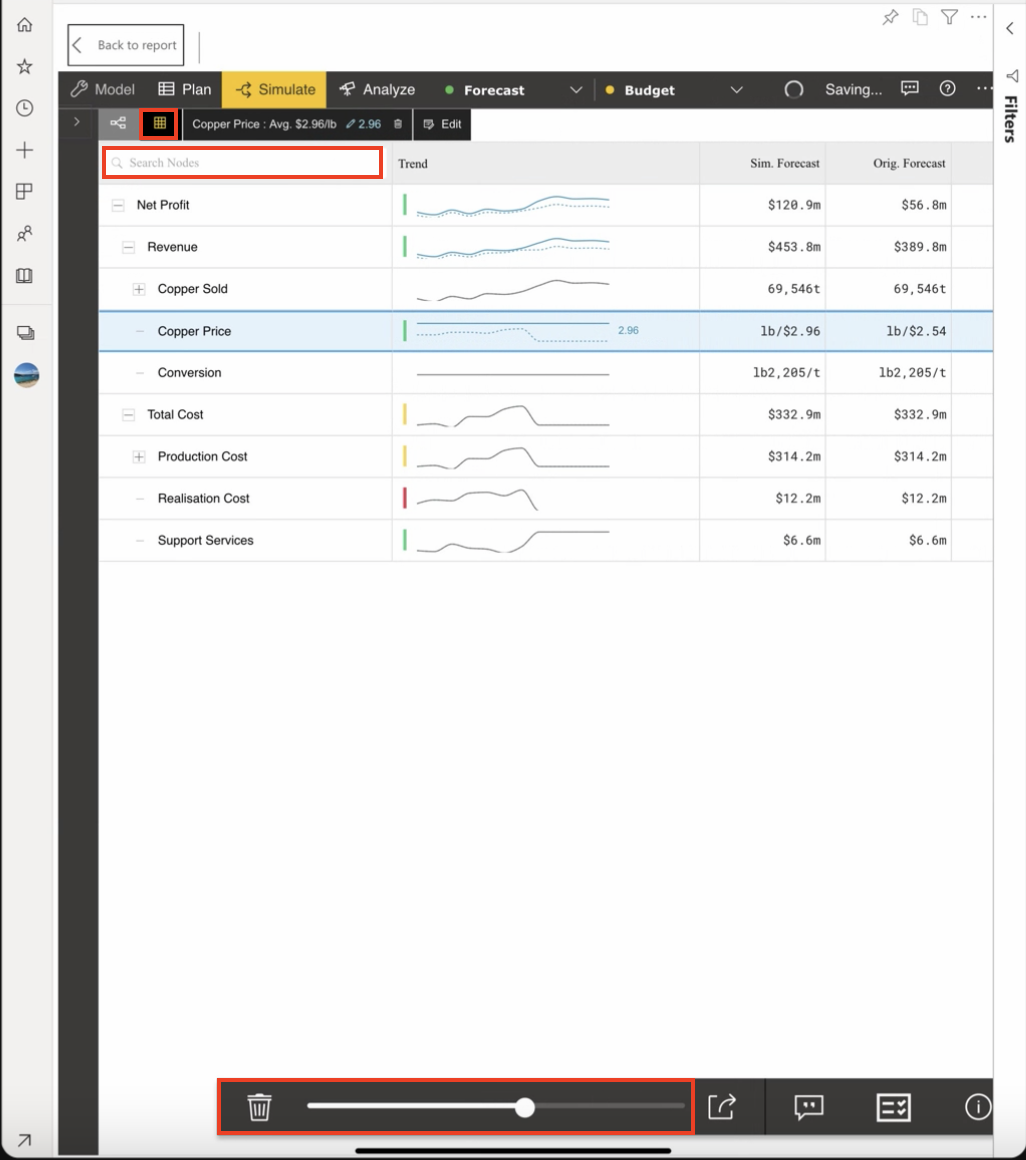 Back to report
Model Plan Simulate Analyze Forecast Budget Saving...
Copper Price : Avg. $2.96/lb 2.96 Edit
Filters
Search Nodes Trend Sim. Forecast Orig. Forecast
Net Profit $120.9m $56.8m
Revenue $453.8m $389.8m
Copper Sold 69,546t 69,546t
Copper Price 2.96 lb/$2.96 lb/$2.54
Conversion lb2,205/t lb2,205/t
Total Cost $332.9m $332.9m
Production Cost $314.2m $314.2m
Realisation Cost $12.2m $12.2m
Support Services $6.6m $6.6m